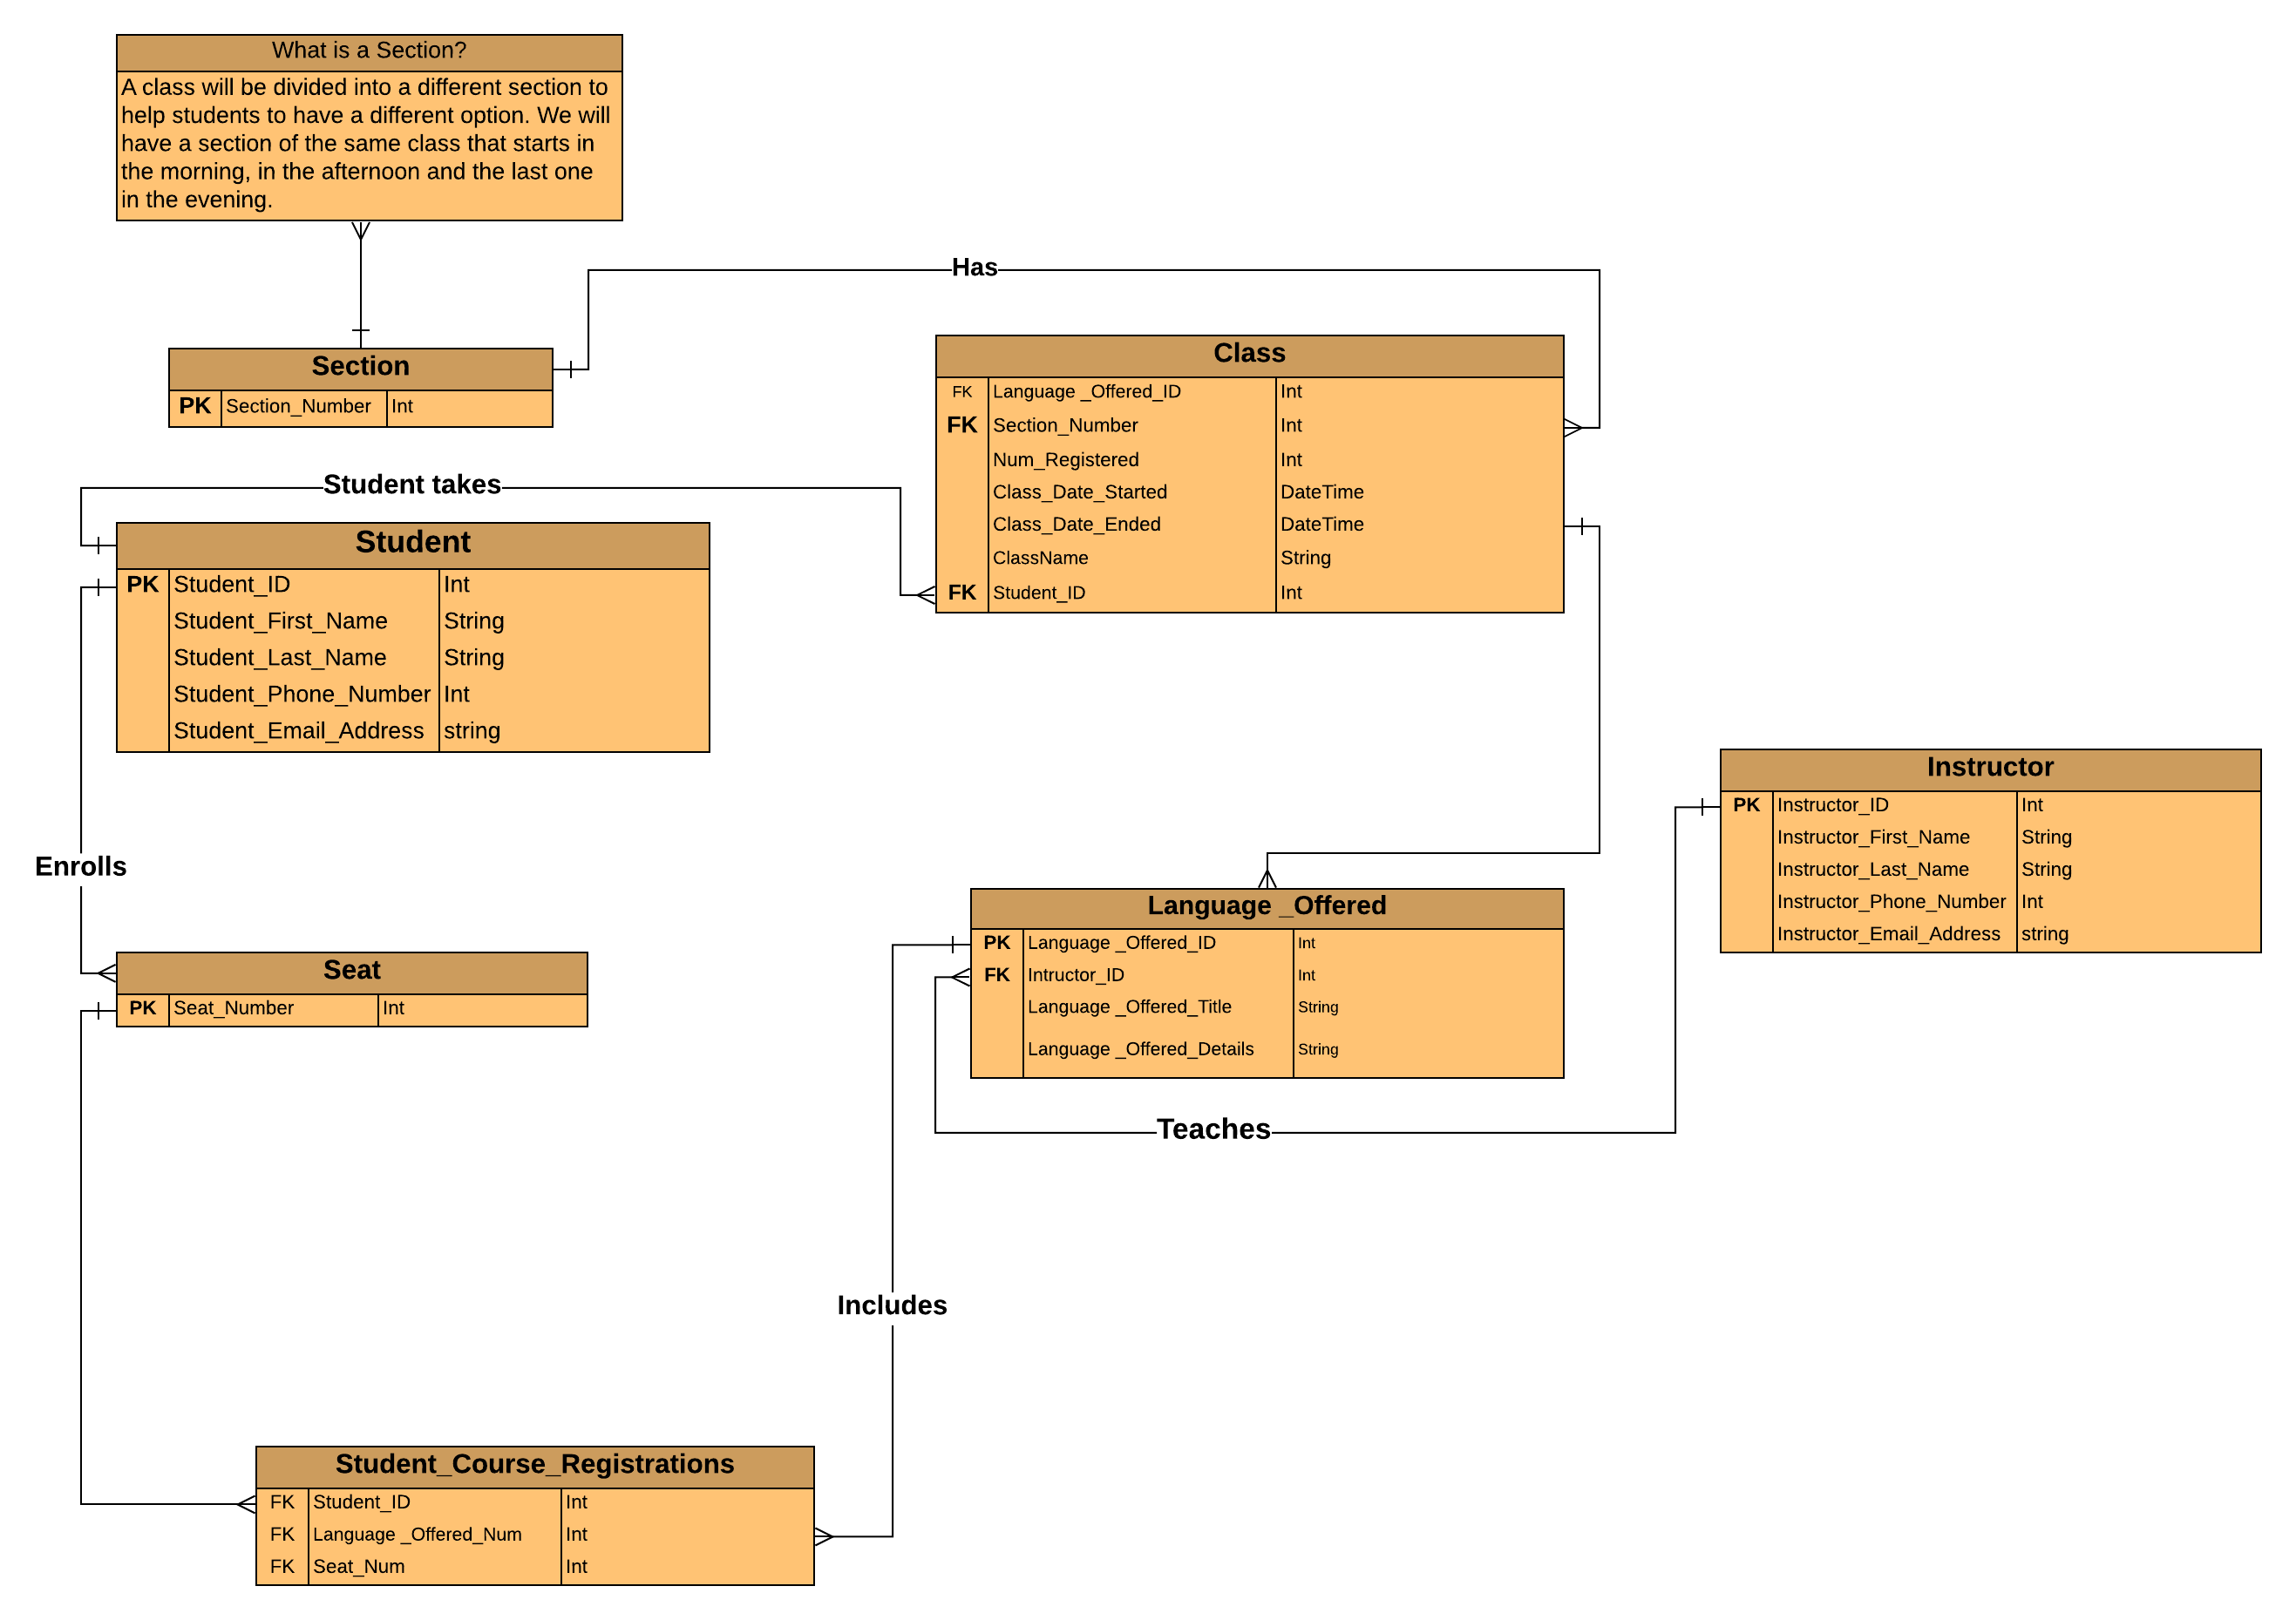 What is a Section?
A class will be divided into a different section to
help students to have a different option. We will
have a section of the same class that starts in
the morning, in the afternoon and the last one
in the evening.
Has
Section
PK Section_Number Int
Class
FK Language _Offered_ID Int
FK Section_Number Int
Num_Registered Int
Class_Date_Started DateTime
Class_Date_Ended DateTime
ClassName String
FK Student_ID Int
Student takes
Student
PK Student_ID Int
Student_First_Name String
Student_Last_Name String
Student_Phone_Number Int
Student_Email_Address string
Instructor
PK Instructor_ID Int
Instructor_First_Name String
Instructor_Last_Name String
Instructor_Phone_Number Int
Instructor_Email_Address string
Enrolls
Language _Offered
PK Language _Offered_ID Int
FK Intructor_ID Int
Language _Offered_Title String
Language _Offered_Details String
Seat
PK Seat_Number Int
Teaches
Includes
Student_Course_Registrations
FK Student_ID Int
FK Language _Offered_Num Int
FK Seat_Num Int